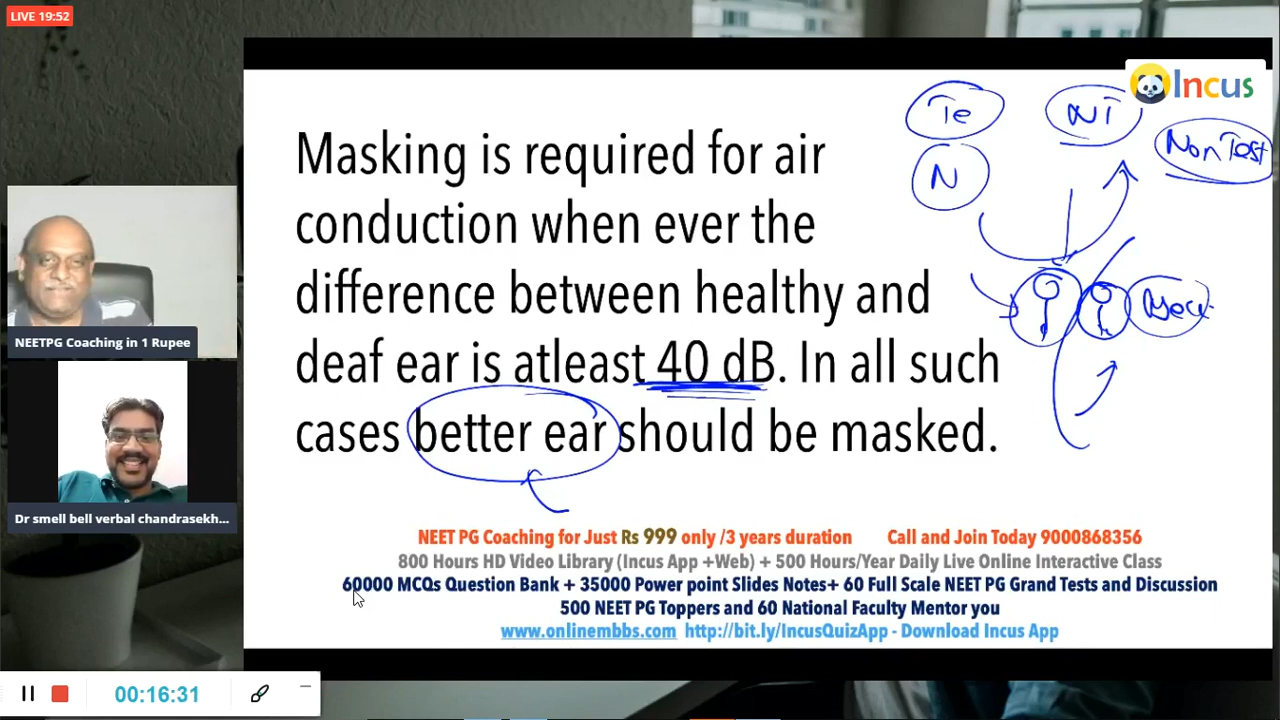 LIVE 19:52
Incus
Te
NT
Non Test
N
Masking is required for air
conduction when ever the
difference between healthy and
deaf ear is atleast 40 dB. In all such
cases better ear should be masked.
NEETPG Coaching in 1 Rupee
Dr smell bell verbal chandrasekh...
NEET PG Coaching for Just Rs 999 only /3 years duration Call and Join Today 9000868356
800 Hours HD Video Library (Incus App +Web) + 500 Hours/Year Daily Live Online Interactive Class
60000 MCQs Question Bank + 35000 Power point Slides Notes+ 60 Full Scale NEET PG Grand Tests and Discussion
500 NEET PG Toppers and 60 National Faculty Mentor you
www.onlinembbs.com http://bit.ly/IncusQuizApp - Download Incus App
00:16:31